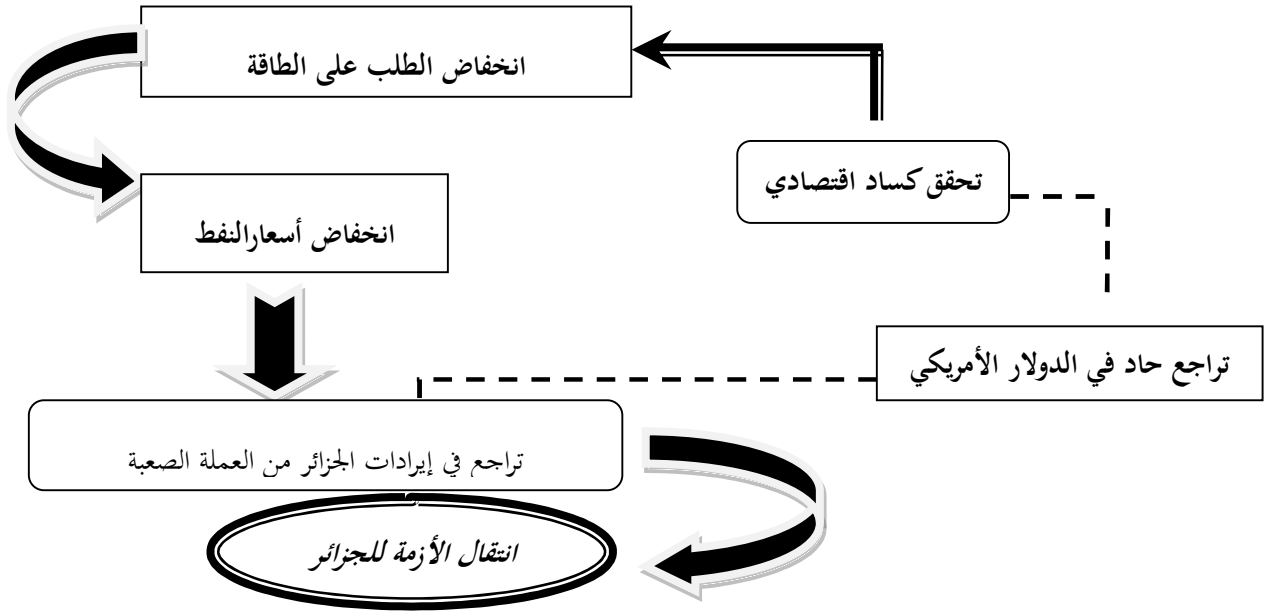 انخفاض الطلب على الطاقة
تحقق كساد اقتصادي
انخفاض أسعارالنفط
تراجع حاد في الدولار الأمريكي
تراجع في إيرادات الجزائر من العملة الصعبة
انتقال الأزمة للجزائر